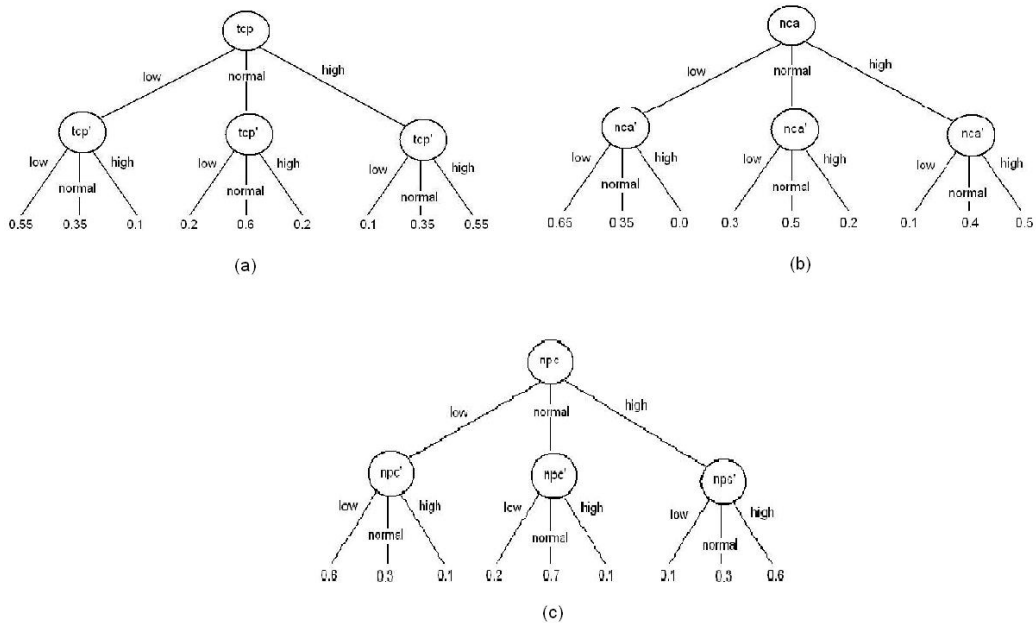 tcp
low
normal
high
tcp'
tcp'
tcp'
low
high
low
high
low
high
normal
normal
normal
0.55
0.35
0.1
0.2
0.6
0.2
0.1
0.35
0.55
(a)
nca
low
normal
high
nca'
nca'
nca'
low
high
low
high
low
high
normal
normal
normal
0.65
0.35
0.0
0.3
0.5
0.2
0.1
0.4
0.5
(b)
npc
low
normal
high
npc'
npc'
npc'
low
high
low
high
low
high
normal
normal
normal
0.6
0.3
0.1
0.2
0.7
0.1
0.1
0.3
0.6
(c)